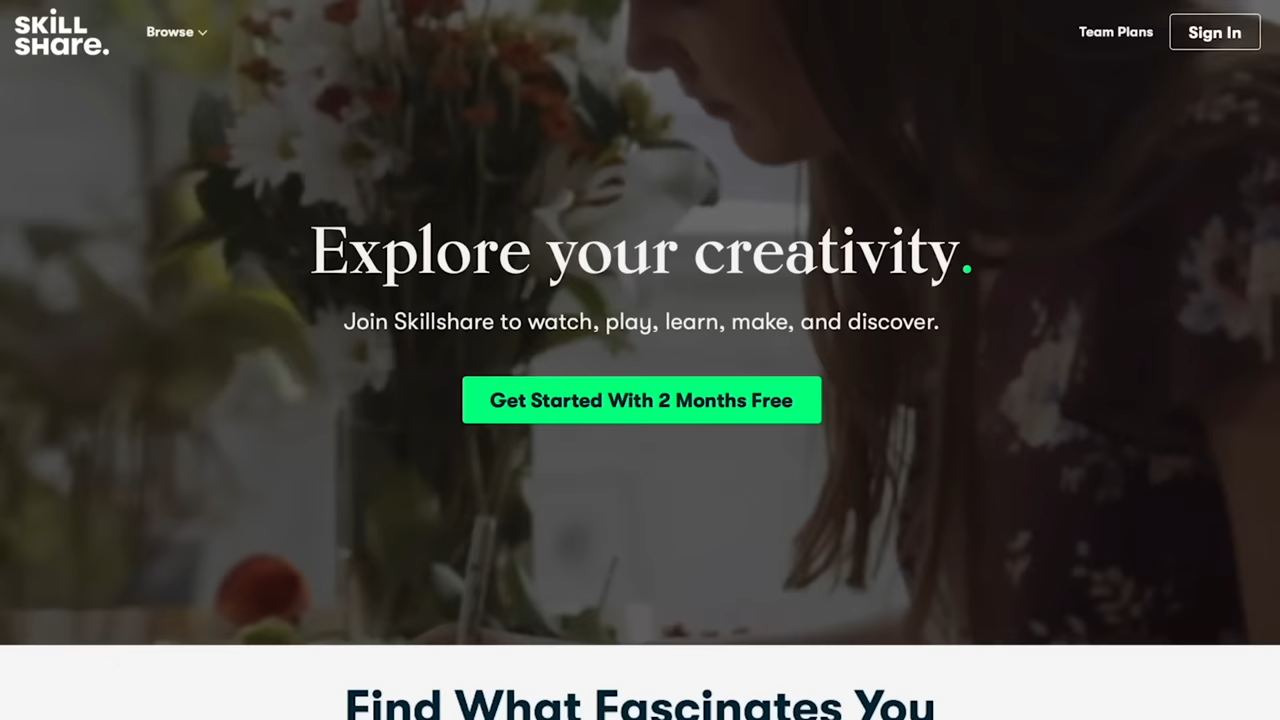 SKiLL
SHare.
Browse
Team Plans
Sign In
Explore your creativity.
Join Skillshare to watch, play, learn, make, and discover.
Get Started With 2 Months Free
Find What Fascinates You